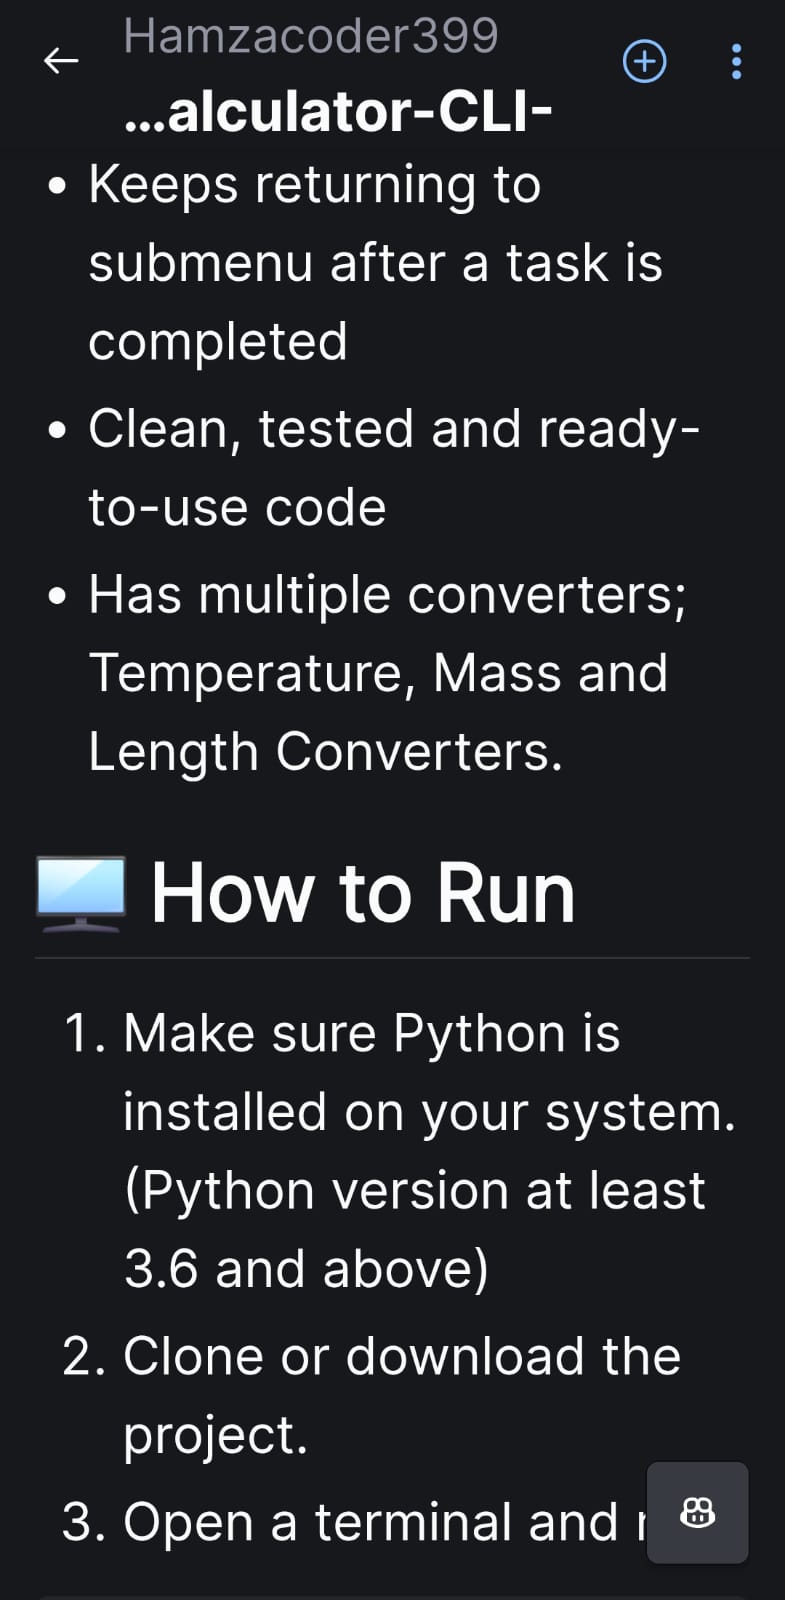 Hamzacoder399
...alculator-CLI-
• Keeps returning to
submenu after a task is
completed
• Clean, tested and ready-
to-use code
• Has multiple converters;
Temperature, Mass and
Length Converters.
How to Run
1. Make sure Python is
installed on your system.
(Python version at least
3.6 and above)
2. Clone or download the
project.
3. Open a terminal and